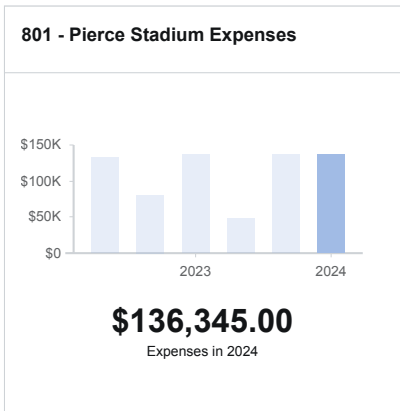 801 - Pierce Stadium Expenses
$150K
$100K
$50K
$0
2023 2024
$136,345.00
Expenses in 2024